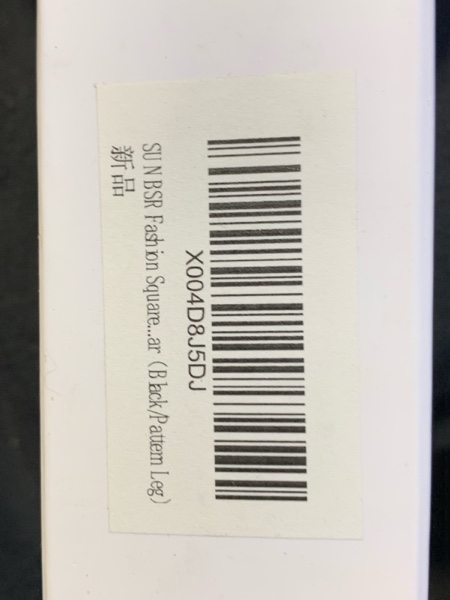 X004D8J5DJ
SUNBSR Fashion Square...ar (Black/Pattern Leg)
新品